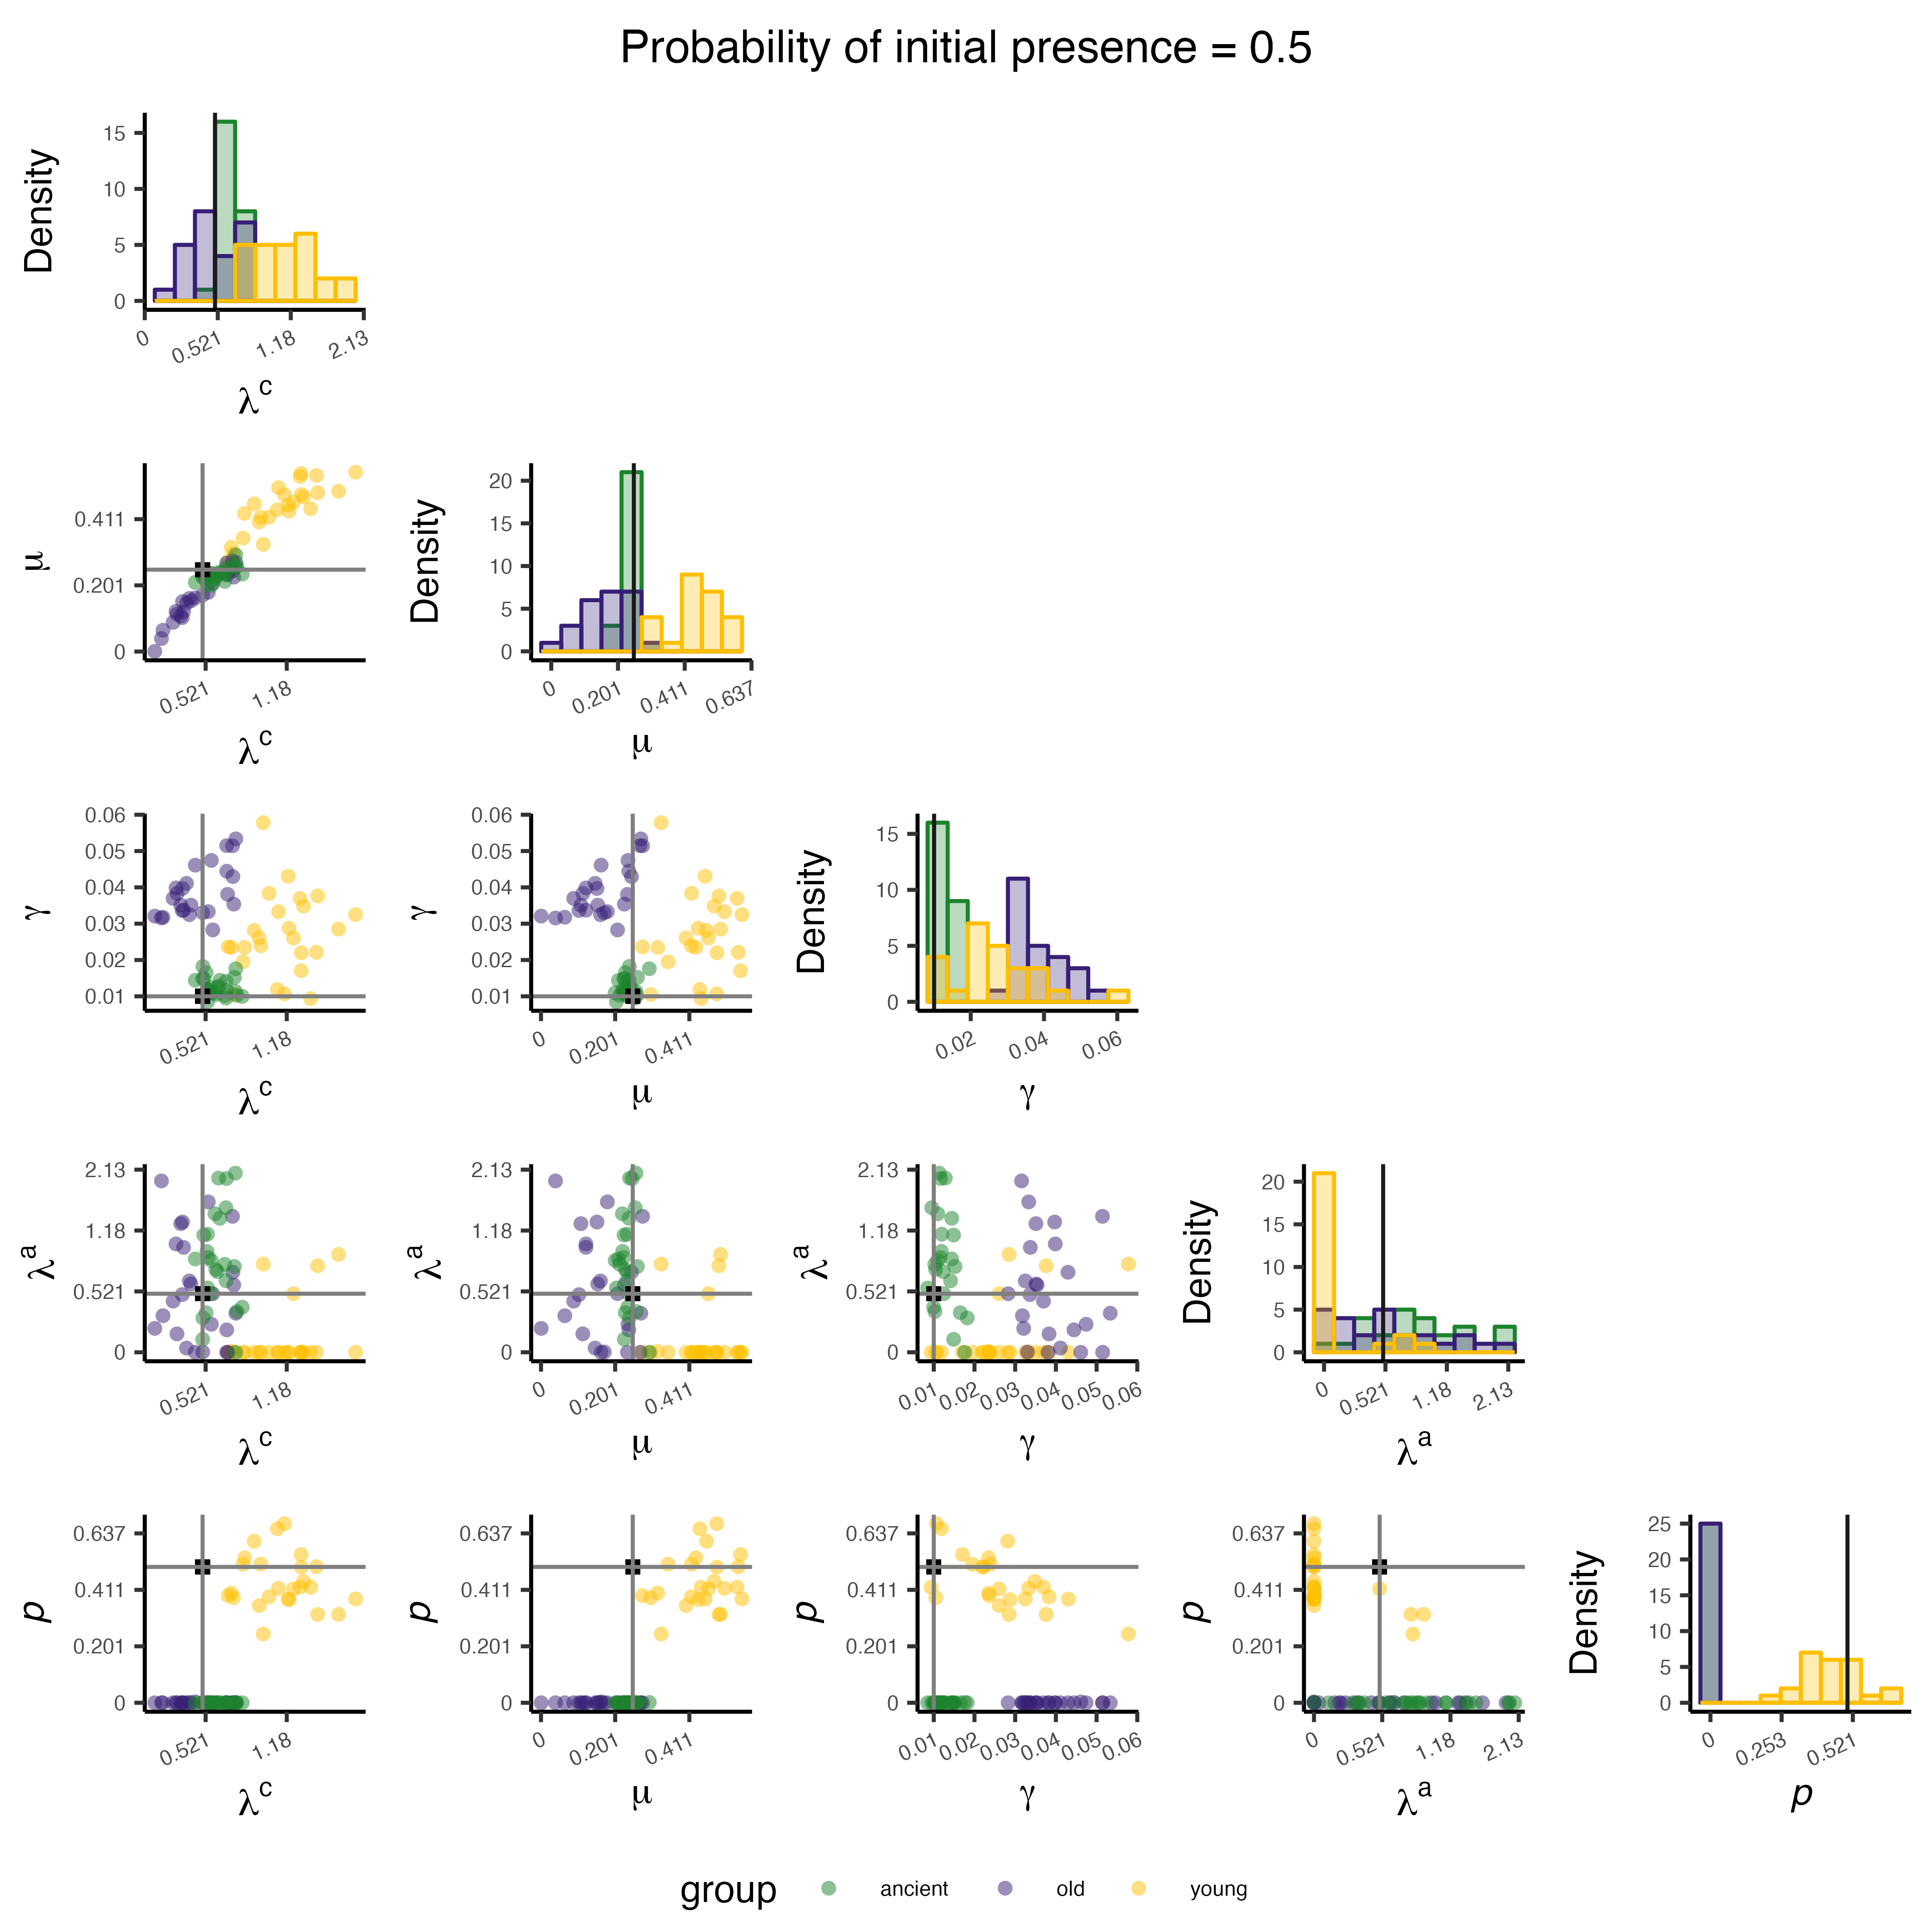 Probability of initial presence = 0.5
Density
15
10
5
0
0 0.521 1.18 2.13
λc
μ
0.411
0.201
0
0.521 1.18
λc
Density
20
15
10
5
0
0 0.201 0.411 0.637
μ
γ
0.06
0.05
0.04
0.03
0.02
0.01
0.521 1.18
λc
γ
0.06
0.05
0.04
0.03
0.02
0.01
0 0.201 0.411
μ
Density
15
10
5
0
0.02 0.04 0.06
γ
λa
2.13
1.18
0.521
0
0.521 1.18
λc
λa
2.13
1.18
0.521
0
0 0.201 0.411
μ
λa
2.13
1.18
0.521
0
0.01 0.02 0.03 0.04 0.05 0.06
γ
Density
20
15
10
5
0
0 0.521 1.18 2.13
λa
p
0.637
0.411
0.201
0
0.521 1.18
λc
p
0.637
0.411
0.201
0
0 0.201 0.411
μ
p
0.637
0.411
0.201
0
0.01 0.02 0.03 0.04 0.05 0.06
γ
p
0.637
0.411
0.201
0
0 0.521 1.18 2.13
λa
Density
25
20
15
10
5
0
0 0.253 0.521
p
group ancient old young